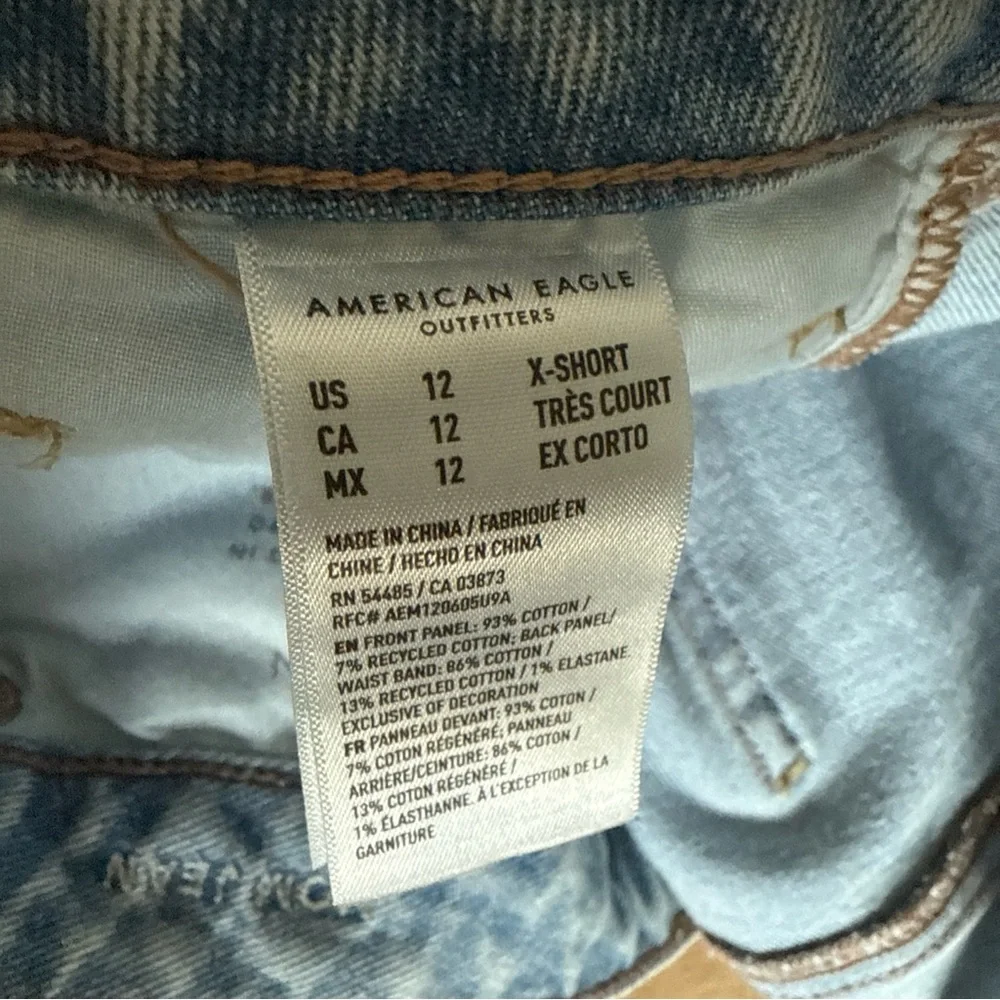 AMERICAN EAGLE
OUTFITTERS
US 12 X-SHORT
CA 12 TRÈS COURT
MX 12 EX CORTO
MADE IN CHINA / FABRIQUÉ EN
CHINE / HECHO EN CHINA
RN 54485 / CA 03873
RFC# AEM120605U9A
EN FRONT PANEL: 93% COTTON /
7% RECYCLED COTTON; BACK PANEL/
WAIST BAND: 86% COTTON /
13% RECYCLED COTTON / 1% ELASTANE
EXCLUSIVE OF DECORATION
FR PANNEAU DEVANT: 93% COTON /
7% COTON RÉGÉNÉRÉ; PANNEAU
ARRIÈRE/CEINTURE: 86% COTON /
13% COTON RÉGÉNÉRÉ /
1% ÉLASTHANNE. À L'EXCEPTION DE LA
GARNITURE